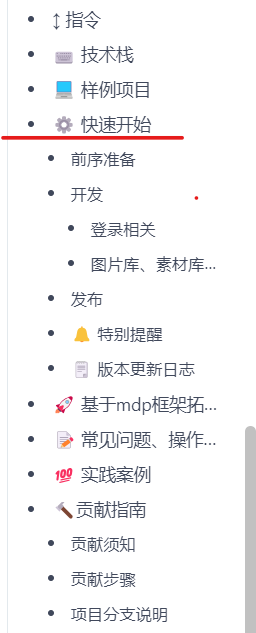 ↕ 指令
⌨ 技术栈
💻 样例项目
⚙ 快速开始
前序准备
开发
登录相关
图片库、素材库...
发布
🔔 特别提醒
📃 版本更新日志
🚀 基于mdp框架拓...
📝 常见问题、操作...
💯 实践案例
🔨 贡献指南
贡献须知
贡献步骤
项目分支说明